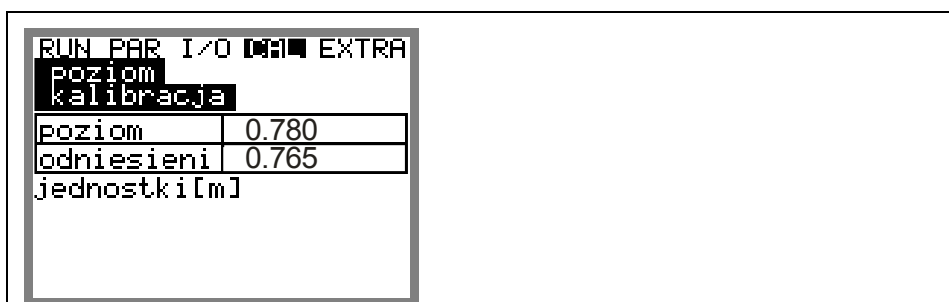 RUN PAR I/O CAL EXTRA
poziom
kalibracja
poziom 0.780
odniesieni 0.765
jednostki[m]